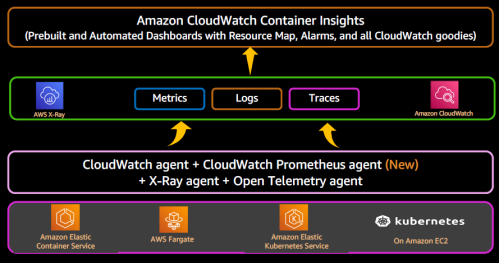 Amazon CloudWatch Container Insights
(Prebuilt and Automated Dashboards with Resource Map, Alarms, and all CloudWatch goodies)
Metrics
Logs
Traces
AWS X-Ray
Amazon CloudWatch
CloudWatch agent + CloudWatch Prometheus agent (New)
+ X-Ray agent + Open Telemetry agent
Amazon Elastic
Container Service
AWS Fargate
Amazon Elastic
Kubernetes Service
kubernetes
On Amazon EC2